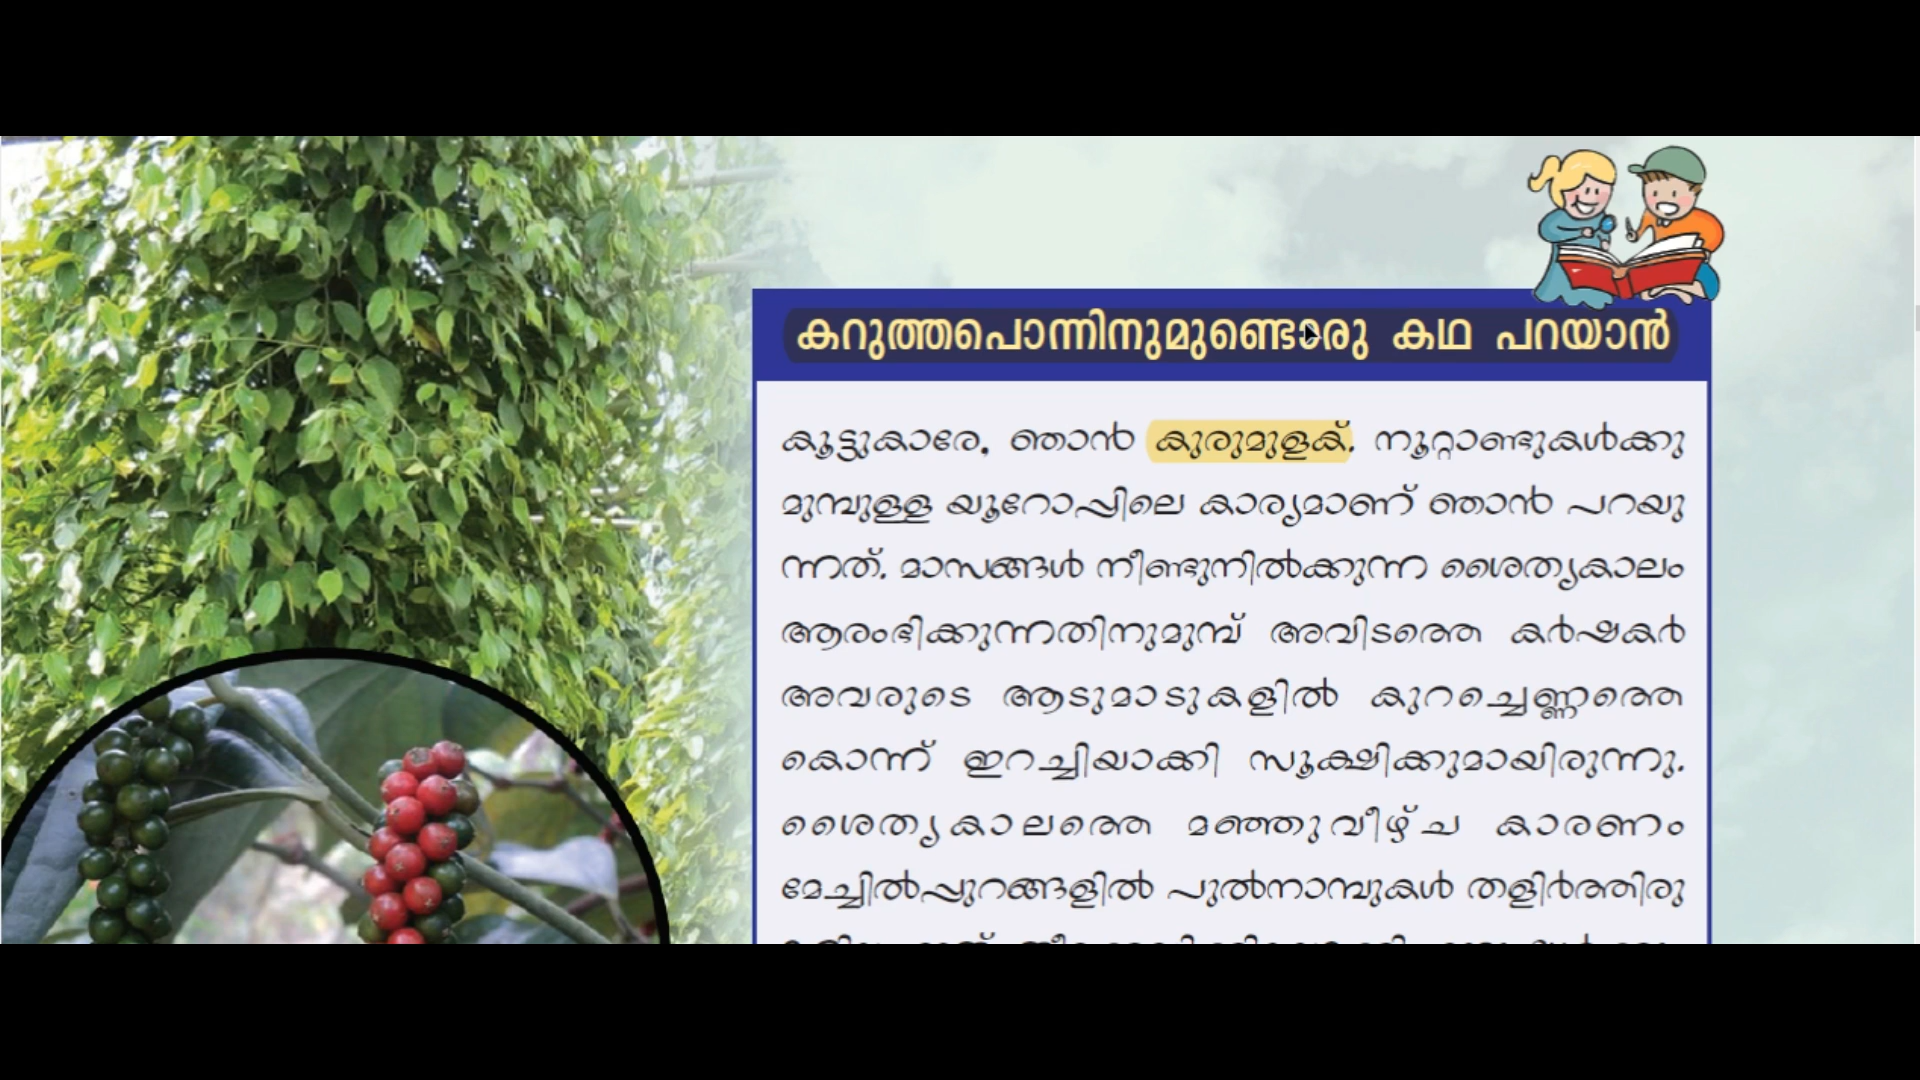 കറുത്തപൊന്നിനുമുണ്ടൊരു കഥ പറയാൻ
കൂട്ടുകാരേ, ഞാൻ കുരുമുളക്. നൂറ്റാണ്ടുകൾക്കു
മുമ്പുള്ള യൂറോപ്പിലെ കാര്യമാണ് ഞാൻ പറയു
ന്നത്. മാസങ്ങൾ നീണ്ടുനിൽക്കുന്ന ശൈത്യകാലം
ആരംഭിക്കുന്നതിനുമുമ്പ് അവിടത്തെ കർഷകർ
അവരുടെ ആടുമാടുകളിൽ കുറച്ചെണ്ണത്തെ
കൊന്ന് ഇറച്ചിയാക്കി സൂക്ഷിക്കുമായിരുന്നു.
ശൈത്യകാലത്തെ മഞ്ഞുവീഴ്ച കാരണം
മേച്ചിൽപ്പുറങ്ങളിൽ പുൽനാമ്പുകൾ തളിർത്തിരു